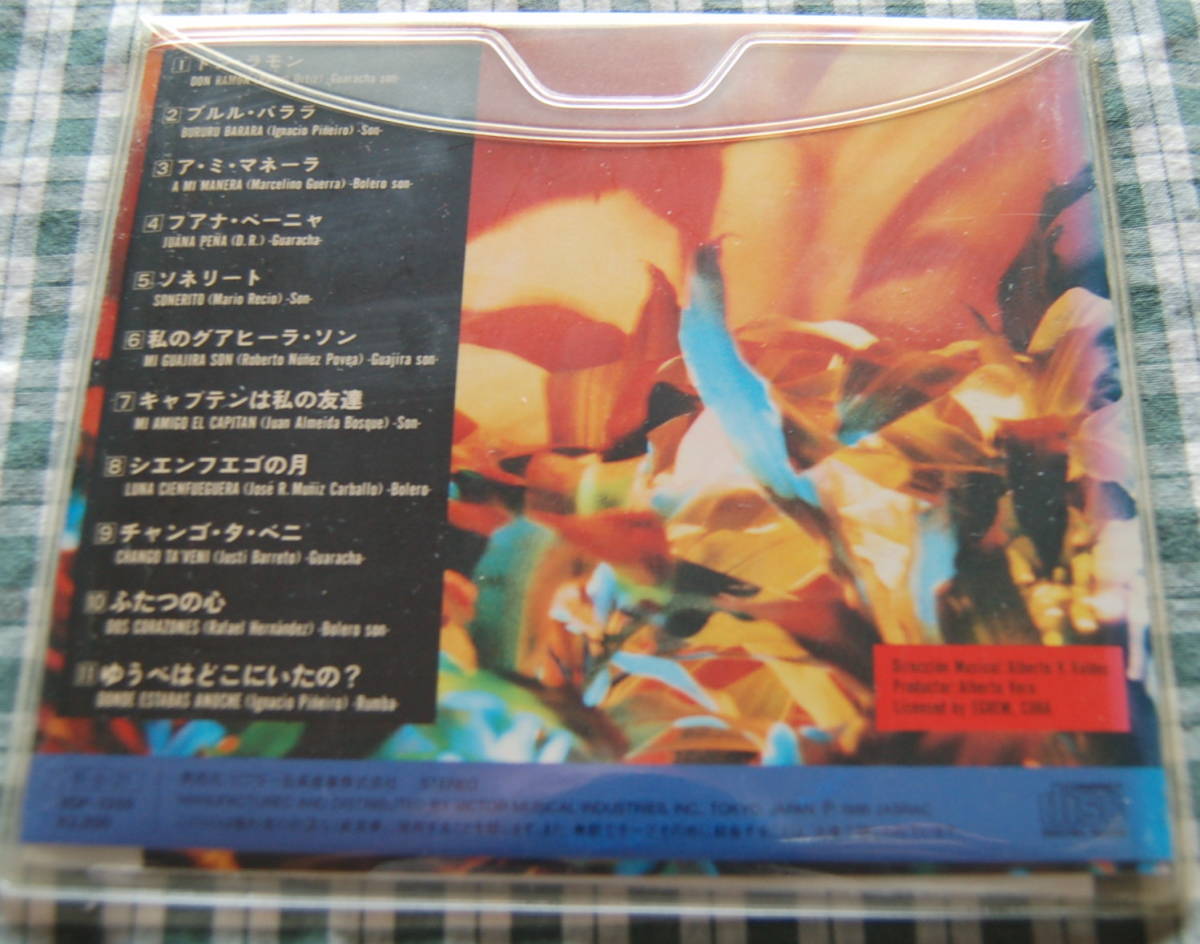 1 ドン・ラモン
DON RAMON Guaracha son-
2 ブルル・バララ
BURURU BARARA (Ignacio Piñeiro) -Son-
3 ア・ミ・マネーラ
A MI MANERA (Marcelino Guerra) -Bolero son-
4 フアナ・ペーニャ
JUANA PEÑA (D.R.) -Guaracha-
5 ソネリート
SONERITO (Mario Recio) -Son-
6 私のグアヒーラ・ソン
MI GUAJIRA SON (Roberto Núñez Povea) -Guajira son-
7 キャプテンは私の友達
MI AMIGO EL CAPITAN (Juan Almeida Bosque) -Son-
8 シエンフエゴの月
LUNA CIENFUEGUERA (José R. Muñiz Carballo) -Bolero-
9 チャンゴ・タ・ベニ
CHANGO TA'VENI (Justi Barreto) -Guaracha-
10 ふたつの心
DOS CORAZONES (Rafael Hernández) -Bolero son-
11 ゆうべはどこにいたの?
DONDE ESTABAS ANOCHE (Ignacio Piñeiro) -Rumba-
Dirección Musical: Alberto R. Valdés
Productor: Alberto Vera
Licensed by EGREM, CUBA
STEREO
MANUFACTURED AND DISTRIBUTED BY VICTOR MUSICAL INDUSTRIES, INC. TOKYO, JAPAN JASRAC
disc